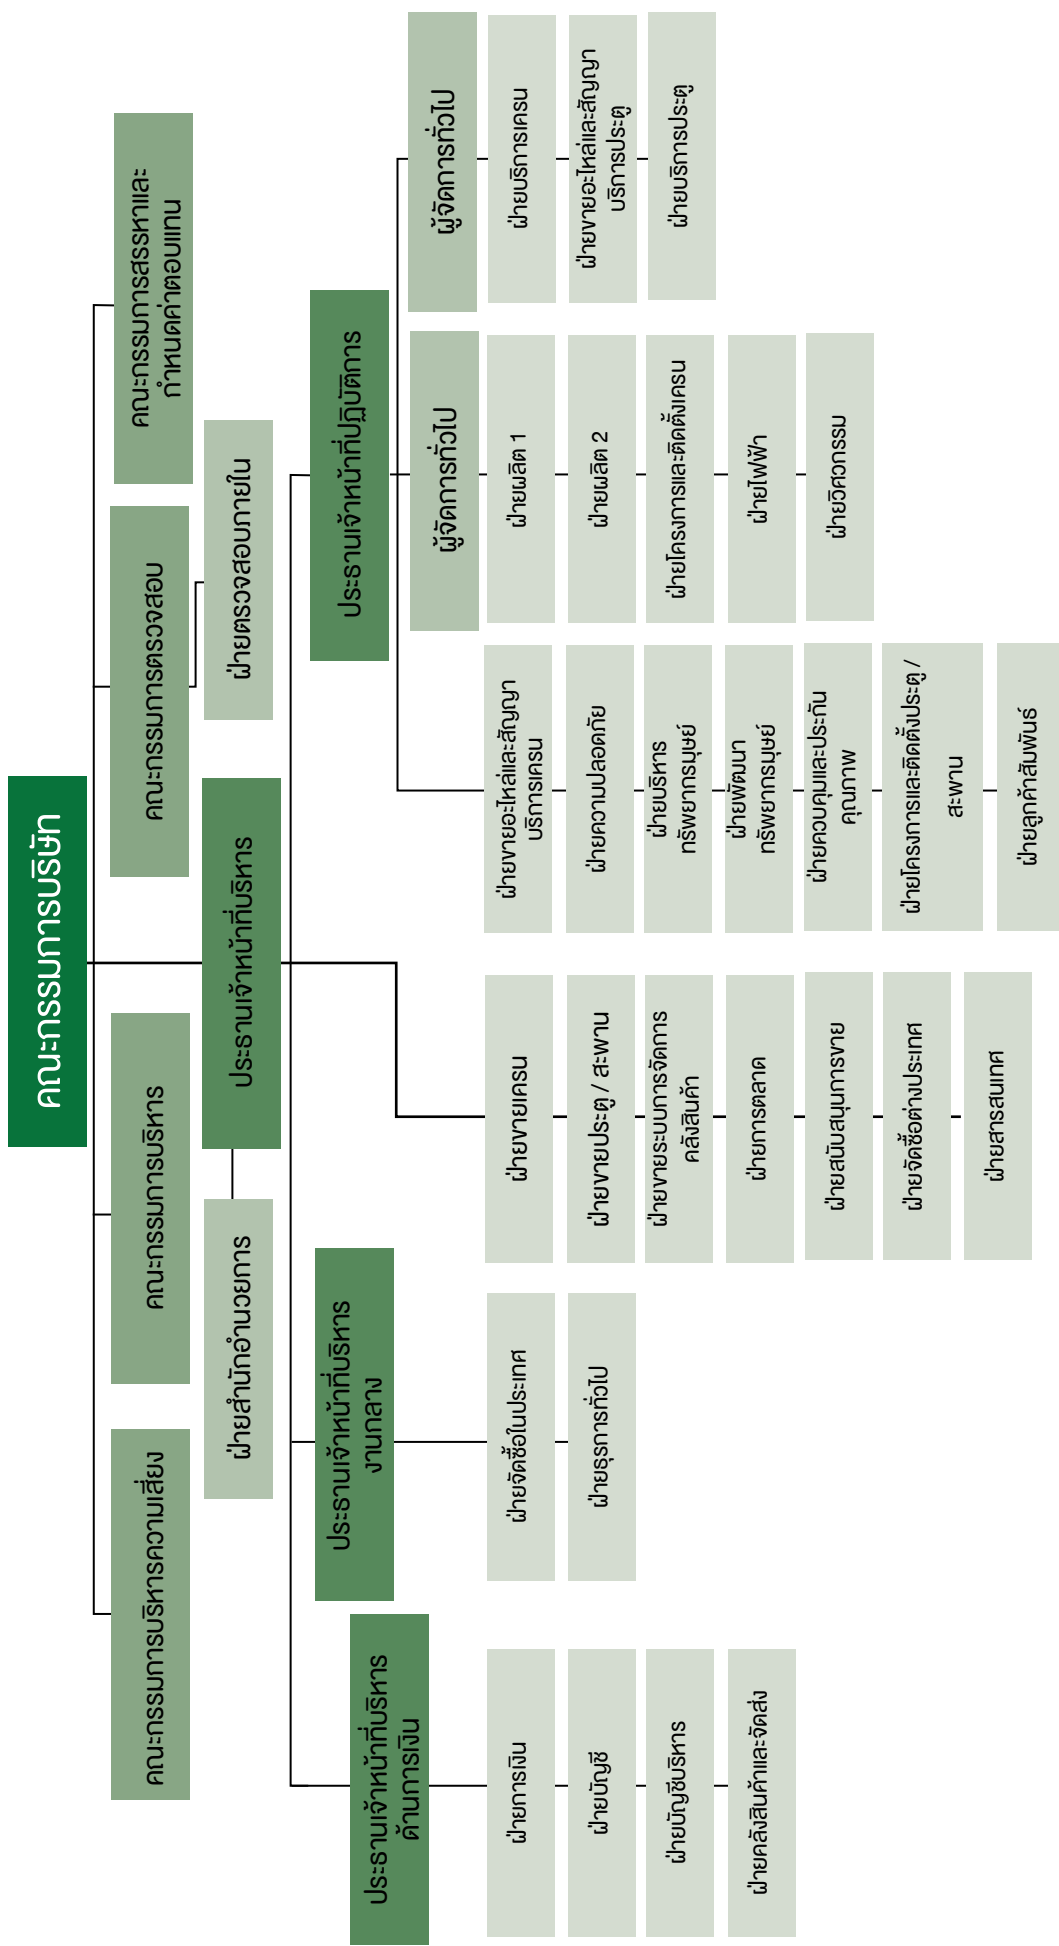 คณะกรรมการบริษัท
คณะกรรมการบริหารความเสี่ยง
คณะกรรมการบริหาร
คณะกรรมการตรวจสอบ
คณะกรรมการสรรหาและ
กำหนดค่าตอบแทน
ฝ่ายสำนักอำนวยการ
ประธานเจ้าหน้าที่บริหาร
ฝ่ายตรวจสอบภายใน
ประธานเจ้าหน้าที่บริหาร
ด้านการเงิน
ประธานเจ้าหน้าที่บริหาร
งานกลาง
ประธานเจ้าหน้าที่ปฏิบัติการ
ผู้จัดการทั่วไป
ผู้จัดการทั่วไป
ฝ่ายการเงิน
ฝ่ายบัญชี
ฝ่ายบัญชีบริหาร
ฝ่ายคลังสินค้าและจัดส่ง
ฝ่ายจัดซื้อในประเทศ
ฝ่ายธุรการทั่วไป
ฝ่ายขายเครน
ฝ่ายขายประตู / สะพาน
ฝ่ายขายระบบการจัดการ
คลังสินค้า
ฝ่ายการตลาด
ฝ่ายสนับสนุนการขาย
ฝ่ายจัดซื้อต่างประเทศ
ฝ่ายสารสนเทศ
ฝ่ายขายอะไหล่และสัญญา
บริการเครน
ฝ่ายความปลอดภัย
ฝ่ายบริหาร
ทรัพยากรมุษย์
ฝ่ายพัฒนา
ทรัพยากรมุษย์
ฝ่ายควบคุมและประกัน
คุณภาพ
ฝ่ายโครงการและติดตั้งประตู /
สะพาน
ฝ่ายลูกค้าสัมพันธ์
ฝ่ายผลิต 1
ฝ่ายผลิต 2
ฝ่ายโครงการและติดตั้งเครน
ฝ่ายไฟฟ้า
ฝ่ายวิศวกรรม
ฝ่ายบริการเครน
ฝ่ายขายอะไหล่และสัญญา
บริการประตู
ฝ่ายบริการประตู